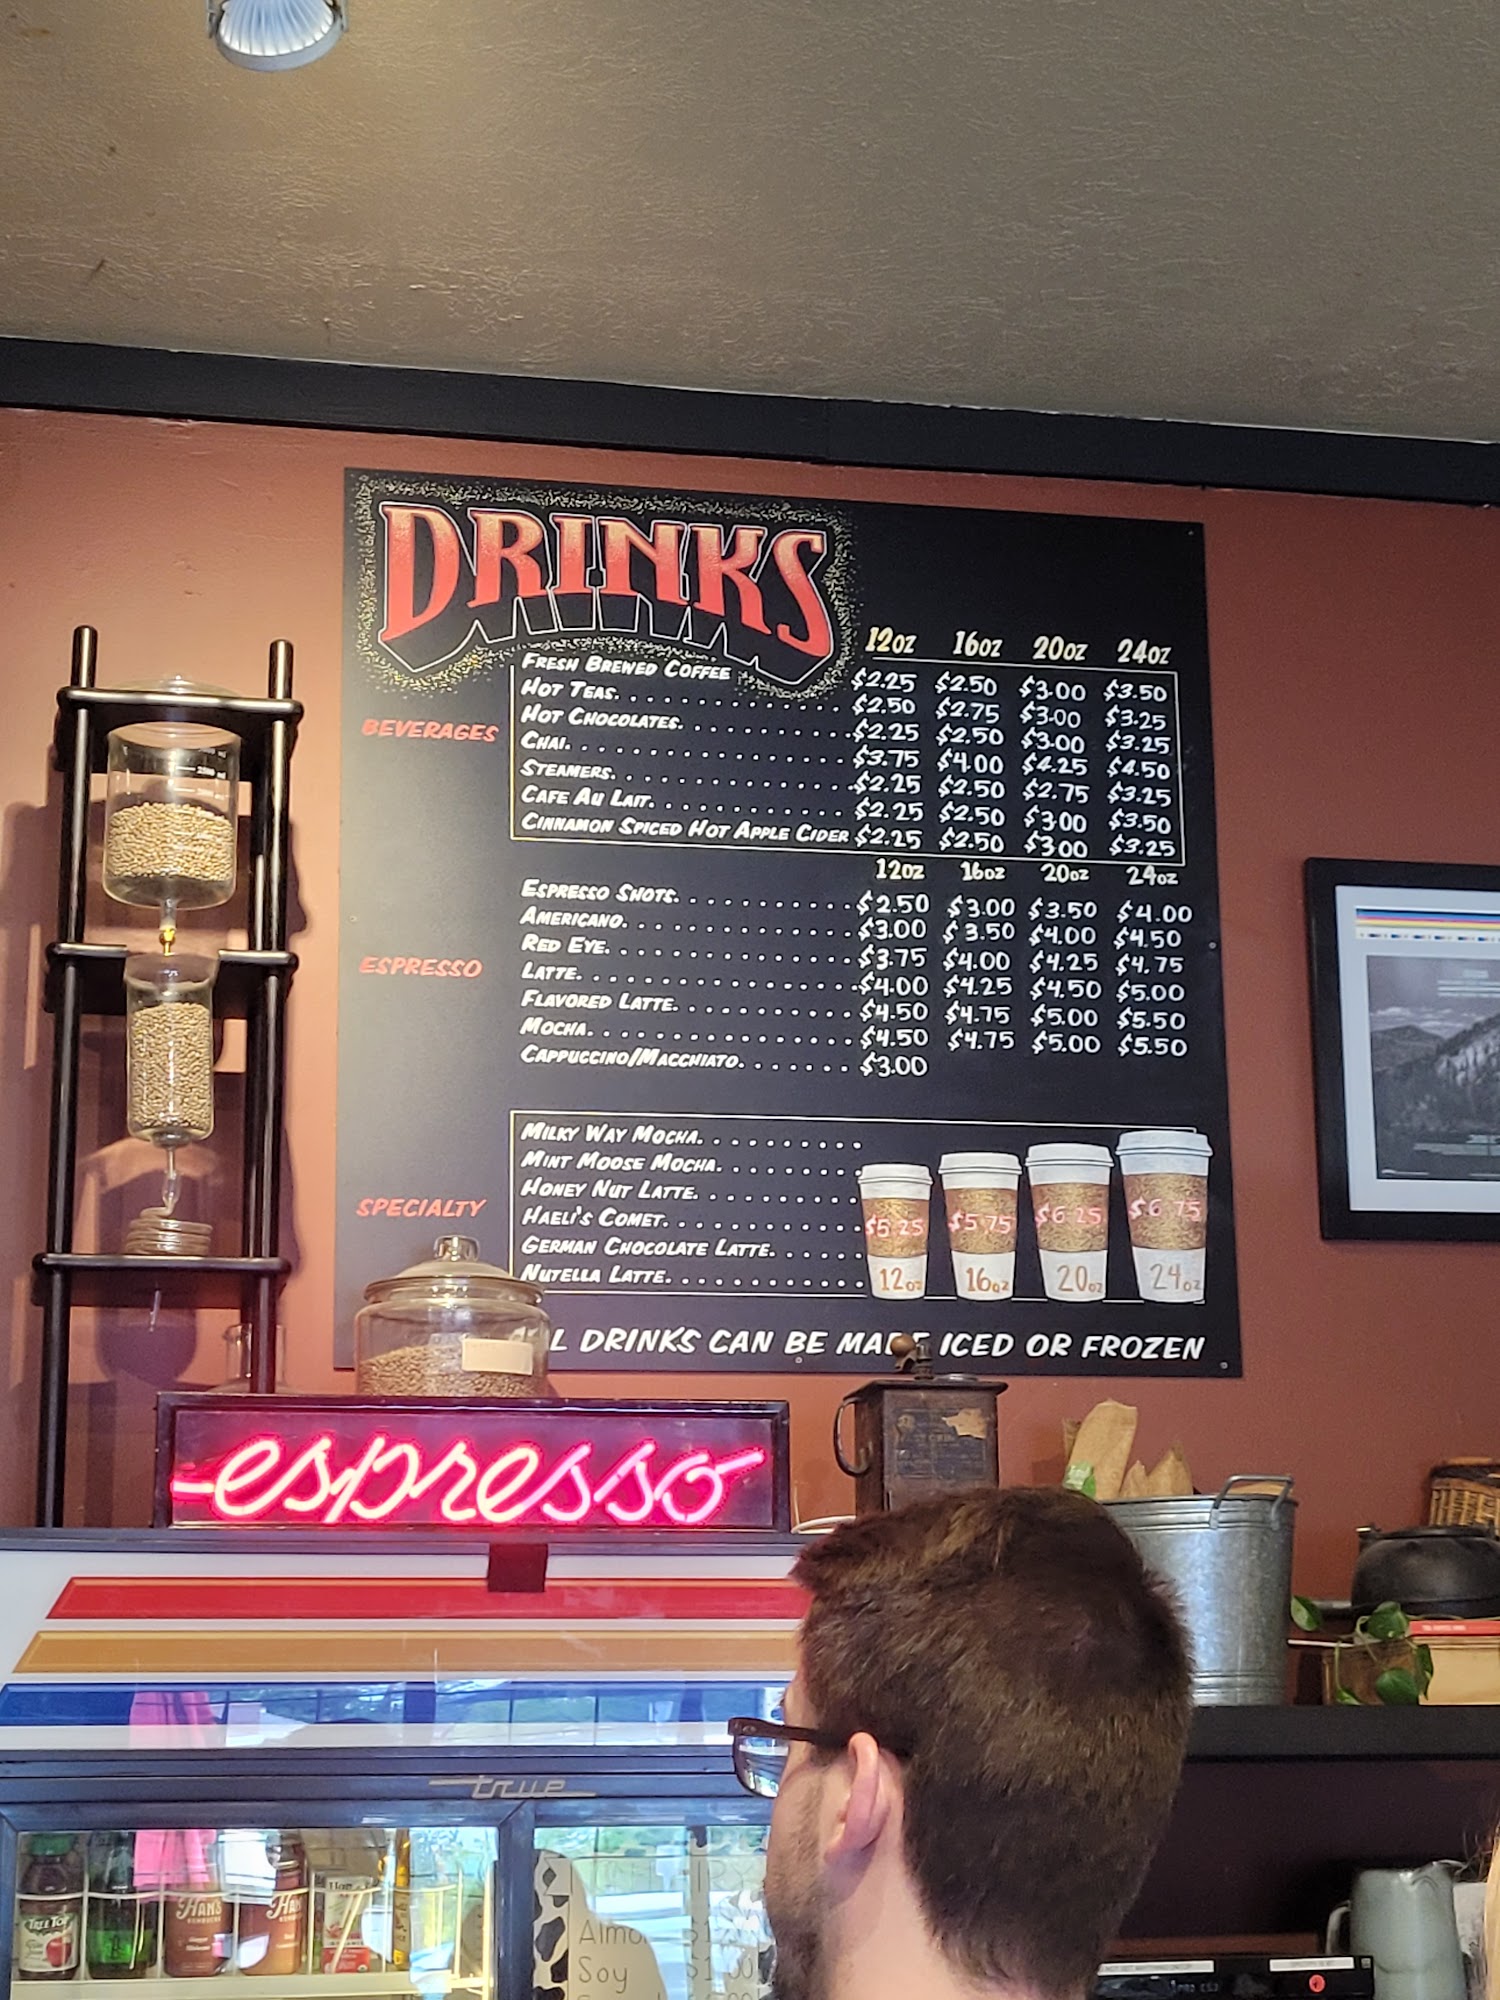 DRINKS
12oz 16oz 20oz 24oz
BEVERAGES
Fresh Brewed Coffee $2.25 $2.50 $3.00 $3.50
Hot Teas. . . . . . . . . . . . . . $2.50 $2.75 $3.00 $3.25
Hot Chocolates. . . . . . . . . . $2.25 $2.50 $3.00 $3.25
Chai. . . . . . . . . . . . . . . . $3.75 $4.00 $4.25 $4.50
Steamers. . . . . . . . . . . . . . $2.25 $2.50 $2.75 $3.25
Cafe Au Lait. . . . . . . . . . . $2.25 $2.50 $3.00 $3.50
Cinnamon Spiced Hot Apple Cider $2.25 $2.50 $3.00 $3.25
12oz 16oz 20oz 24oz
ESPRESSO
Espresso Shots. . . . . . . . . . $2.50 $3.00 $3.50 $4.00
Americano. . . . . . . . . . . . . $3.00 $3.50 $4.00 $4.50
Red Eye. . . . . . . . . . . . . . $3.75 $4.00 $4.25 $4.75
Latte. . . . . . . . . . . . . . . $4.00 $4.25 $4.50 $5.00
Flavored Latte. . . . . . . . . . $4.50 $4.75 $5.00 $5.50
Mocha. . . . . . . . . . . . . . . $4.50 $4.75 $5.00 $5.50
Cappuccino/Macchiato. . . . . . . $3.00
SPECIALTY
Milky Way Mocha. . . . . . . . . .
Mint Moose Mocha. . . . . . . . .
Honey Nut Latte. . . . . . . . . .
Haeli's Comet. . . . . . . . . . .
German Chocolate Latte. . . . . .
Nutella Latte. . . . . . . . . . .
$5.25 $5.75 $6.25 $6.75
12oz 16oz 20oz 24oz
DRINKS CAN BE MADE ICED OR FROZEN
espresso
true
TREE TOP
HAN'S
Soy $1.00